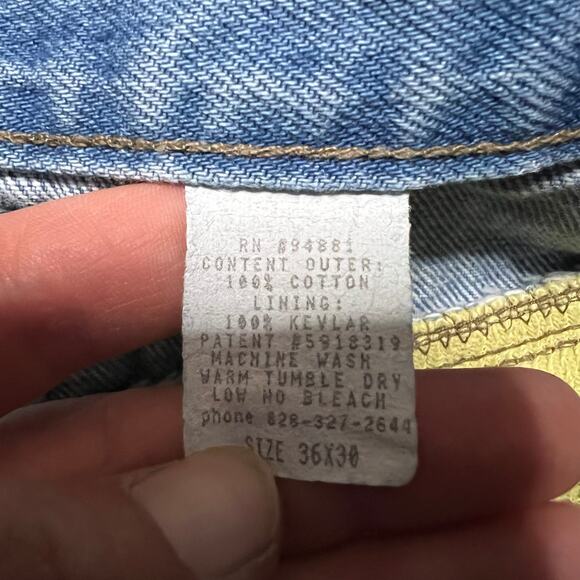 RN #94881
CONTENT OUTER:
100% COTTON
LINING:
100% KEVLAR
PATENT #5918319
MACHINE WASH
WARM TUMBLE DRY
LOW NO BLEACH
phone 828-327-2644
SIZE 36X30